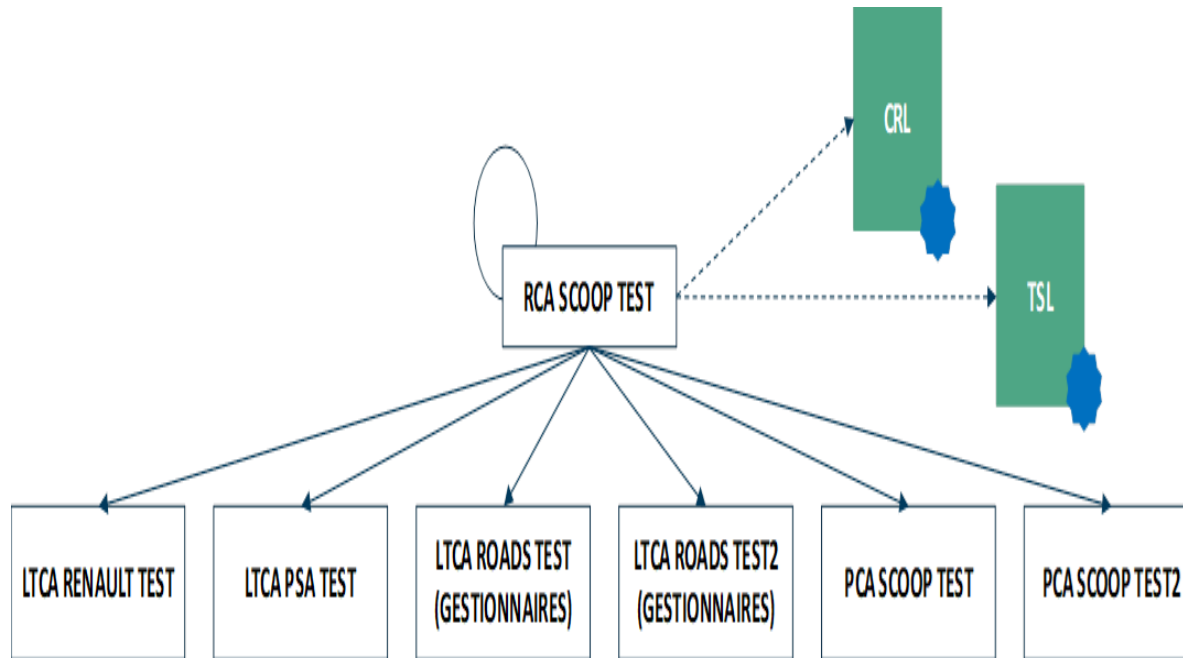 CRL
TSL
RCA SCOOP TEST
LTCA RENAULT TEST
LTCA PSA TEST
LTCA ROADS TEST
(GESTIONNAIRES)
LTCA ROADS TEST2
(GESTIONNAIRES)
PCA SCOOP TEST
PCA SCOOP TEST2